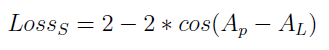 Loss_S = 2 − 2 * cos(A_p − A_L)